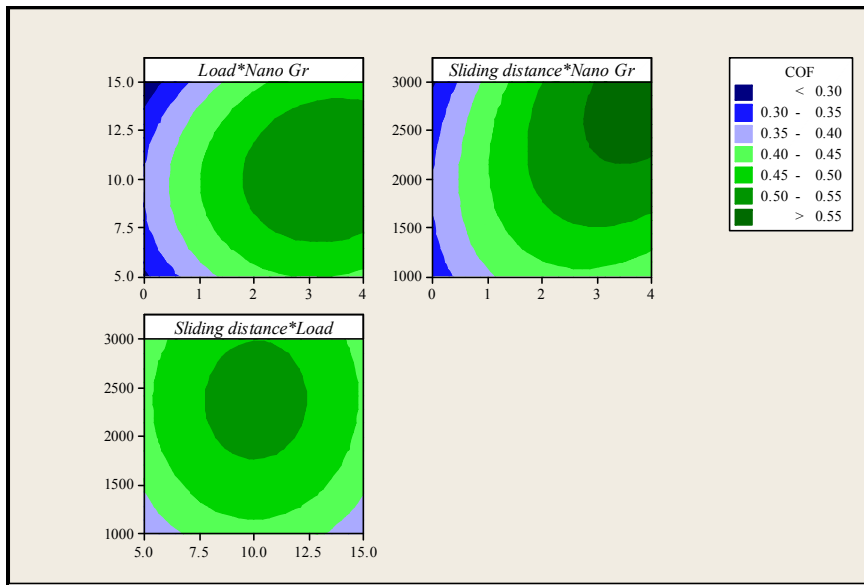 Load*Nano Gr
15.0
12.5
10.0
7.5
5.0
0 1 2 3 4
Sliding distance*Nano Gr
3000
2500
2000
1500
1000
0 1 2 3 4
COF
< 0.30
0.30 - 0.35
0.35 - 0.40
0.40 - 0.45
0.45 - 0.50
0.50 - 0.55
> 0.55
Sliding distance*Load
3000
2000
1500
1000
5.0 7.5 10.0 12.5 15.0